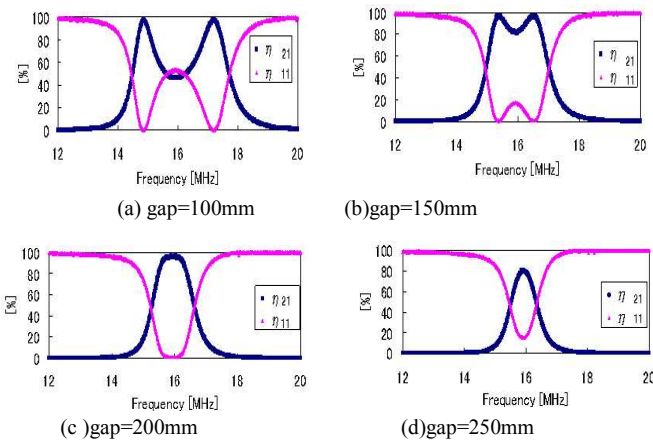 100
80
60
40
20
0
[%]
η 21
η 11
12 14 16 18 20
Frequency [MHz]
(a) gap=100mm
100
80
60
40
20
0
[%]
η 21
η 11
12 14 16 18 20
Frequency [MHz]
(b)gap=150mm
100
80
60
40
20
0
[%]
η 21
η 11
12 14 16 18 20
Frequency [MHz]
(c )gap=200mm
100
80
60
40
20
0
[%]
η 21
η 11
12 14 16 18 20
Frequency [MHz]
(d)gap=250mm